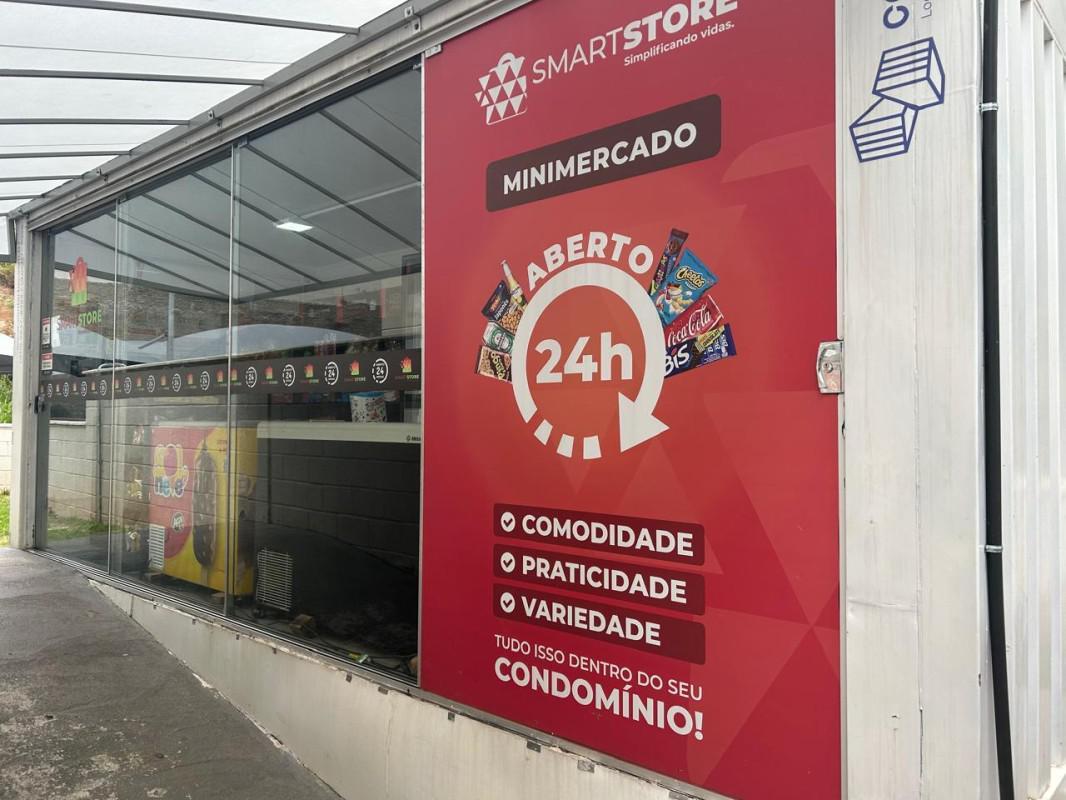 SMARTSTORE
Simplificando vidas.
MINIMERCADO
ABERTO
24h
Cheetos
Coca-Cola
BIS
COMODIDADE
PRATICIDADE
VARIEDADE
TUDO ISSO DENTRO DO SEU
CONDOMÍNIO!
SMART STORE
24